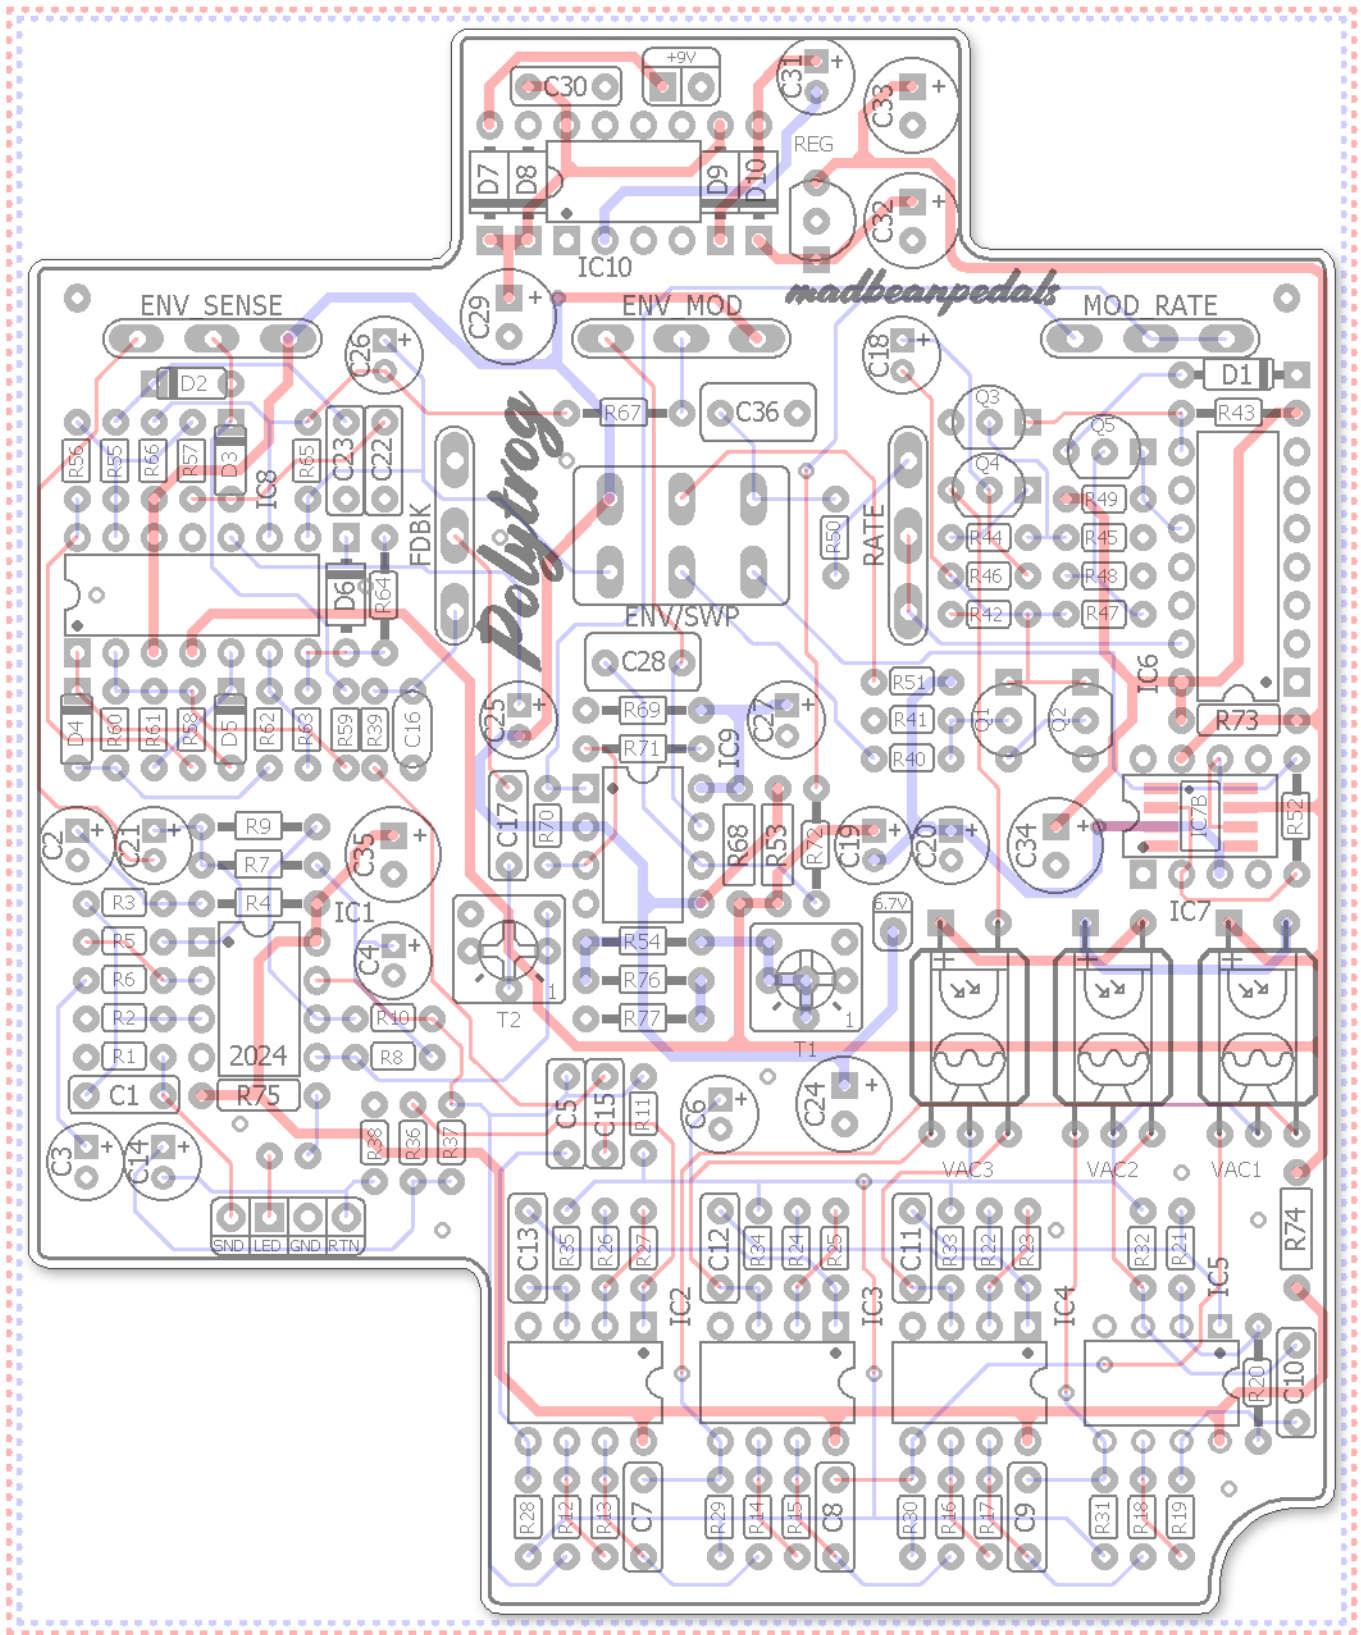 +9V
C30
C31
+
C33
+
REG
D7
D8
D9
D10
C32
+
IC10
madbeanpedals
ENV_SENSE
C29
+
ENV_MOD
MOD_RATE
C26
+
C18
+
D2
D1
R67
C36
Q3
R43
Q5
R56
R55
R66
R57
D3
R65
C23
C22
IC8
Polytrog
Q4
R49
FDBK
R50
RATE
R44
R45
R46
R48
D6
R64
ENV/SWP
R42
R47
C28
R51
IC6
D4
R60
R61
R58
D5
R62
R63
R59
R39
C16
C25
+
R69
C27
+
R41
Q1
Q2
R73
R71
IC9
R40
C2
+
C21
+
R9
C35
+
C17
R70
R68
R53
R72
C19
+
C20
+
C34
+
IC7B
R52
R7
R3
R4
IC1
6.7V
IC7
R5
C4
+
R54
+
+
+
R6
R76
1
1
R2
R10
T2
R77
T1
R1
2024
R8
C1
R75
C5
C15
R11
C6
+
C24
+
C3
+
C14
+
R38
R36
R37
VAC3
VAC2
VAC1
SND
LED
GND
RTN
C13
R35
R26
R27
C12
R34
R24
R25
C11
R33
R22
R23
R32
R21
R74
IC2
IC3
IC4
IC5
R20
C10
R28
R12
R13
C7
R29
R14
R15
C8
R30
R16
R17
C9
R31
R18
R19